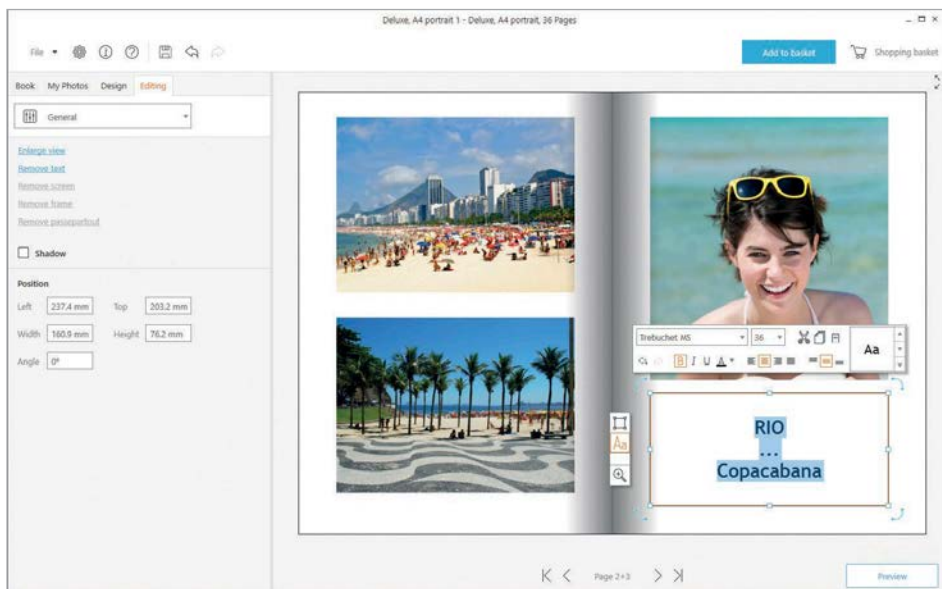 Deluxe, A4 portrait 1 - Deluxe, A4 portrait, 36 Pages
File
Add to basket
Shopping basket
Book My Photos Design Editing
General
Enlarge view
Remove text
Remove screen
Remove frame
Remove passepartout
Shadow
Position
Left 237.4 mm Top 203.2 mm
Width 160.9 mm Height 76.2 mm
Angle 0°
Trebuchet MS 36
B I U A
Aa
Aa
RIO
...
Copacabana
Page 2+3
Preview